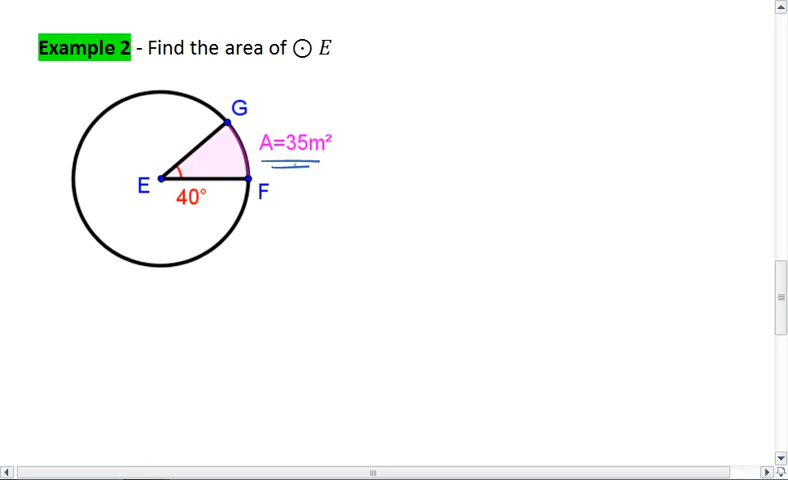 Example 2 - Find the area of ⊙ E
G
A=35m²
E
40°
F